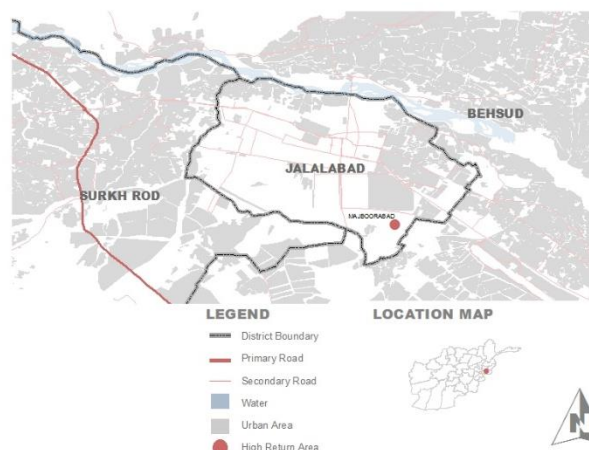 BEHSUD
JALALABAD
SURKH ROD
MAJBOORABAD
LEGEND
District Boundary
Primary Road
Secondary Road
Water
Urban Area
High Return Area
LOCATION MAP
N